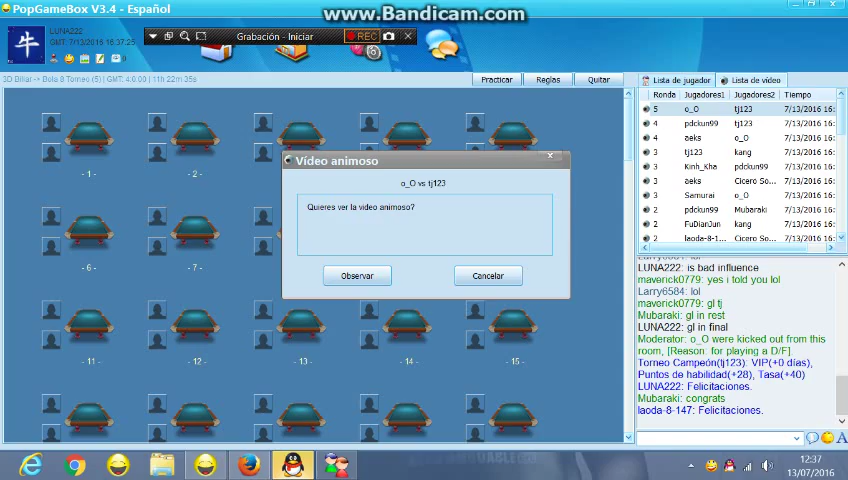 PopGameBox V3.4 - Español
www.Bandicam.com
LUNA222
GMT: 7/13/2016 16:37:25
Grabación - Iniciar
REC
3D Biliar -> Bola 8 Torneo (5) | GMT: 4:0:00 | 11h 22m 35s
Practicar
Reglas
Quitar
Lista de jugador
Lista de vídeo
Ronda Jugadores1 Jugadores2 Tiempo
5 o_O tj123 7/13/2016 16:
4 pdckun99 tj123 7/13/2016 16:
4 aeks o_O 7/13/2016 16:
3 tj123 kang 7/13/2016 16:
3 Kinh_Kha pdckun99 7/13/2016 16:
3 aeks Cicero So... 7/13/2016 16:
3 Samurai o_O 7/13/2016 16:
2 pdckun99 Mubaraki 7/13/2016 16:
2 FuDianJun kang 7/13/2016 16:
2 laoda-8-1... Cicero So... 7/13/2016 16:
- 1 -
- 2 -
Vídeo animoso
o_O vs tj123
Quieres ver la video animoso?
Observar
Cancelar
- 6 -
- 7 -
- 11 -
- 12 -
- 13 -
- 14 -
- 15 -
Larry6584: lol
LUNA222: is bad influence
maverick0779: yes i told you lol
Larry6584: lol
maverick0779: gl tj
Mubaraki: gl in rest
LUNA222: gl in final
Moderator: o_O were kicked out from this
room, [Reason: for playing a D/F].
Torneo Campeón(tj123): VIP(+0 días),
Puntos de habilidad(+28), Tasa(+40)
LUNA222: Felicitaciones.
Mubaraki: congrats
laoda-8-147: Felicitaciones.
12:37
13/07/2016